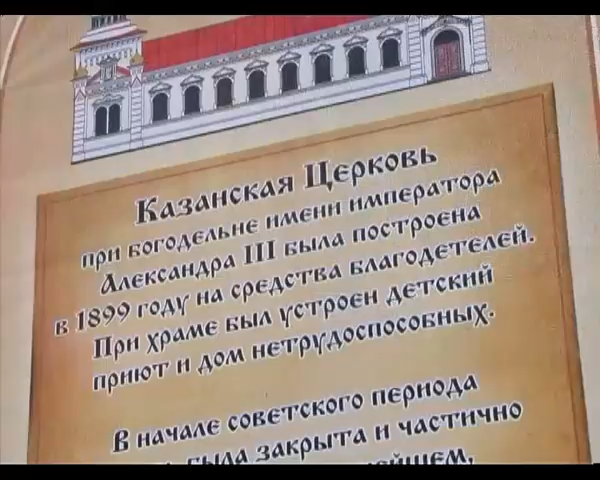 Казанская Церковь
при богодельне имени императора
Александра III была построена
в 1899 году на средства благодетелей.
При храме был устроен детский
приют и дом нетрудоспособных.
В начале советского периода
была закрыта и частично